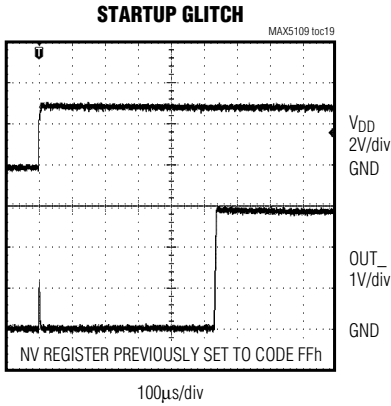 STARTUP GLITCH
MAX5109 toc19
T
VDD
2V/div
GND
OUT_
1V/div
GND
NV REGISTER PREVIOUSLY SET TO CODE FFh
100µs/div